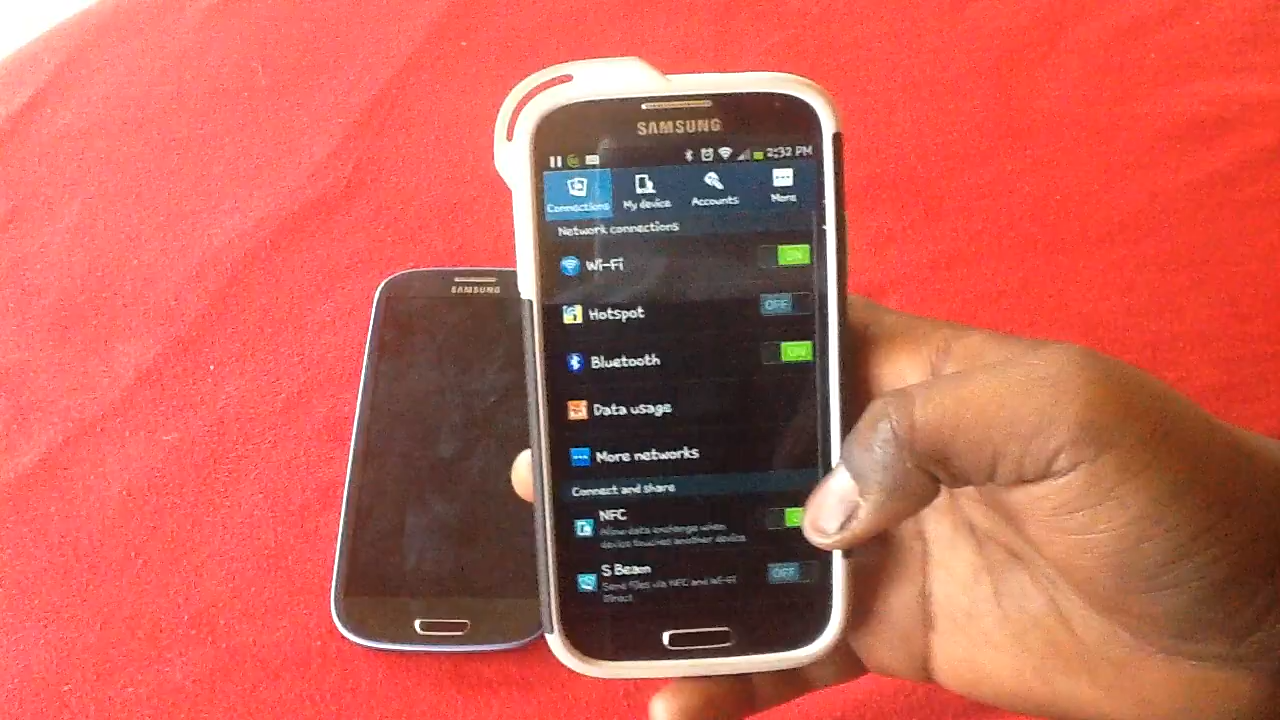 SAMSUNG
2:32 PM
Connections My device Accounts More
Network connections
Wi-Fi ON
Hotspot OFF
Bluetooth ON
Data usage
More networks
Connect and share
NFC
Allow data exchange when
device touched another device
S Beam OFF
Send files via NFC and Wi-Fi
Direct
SAMSUNG